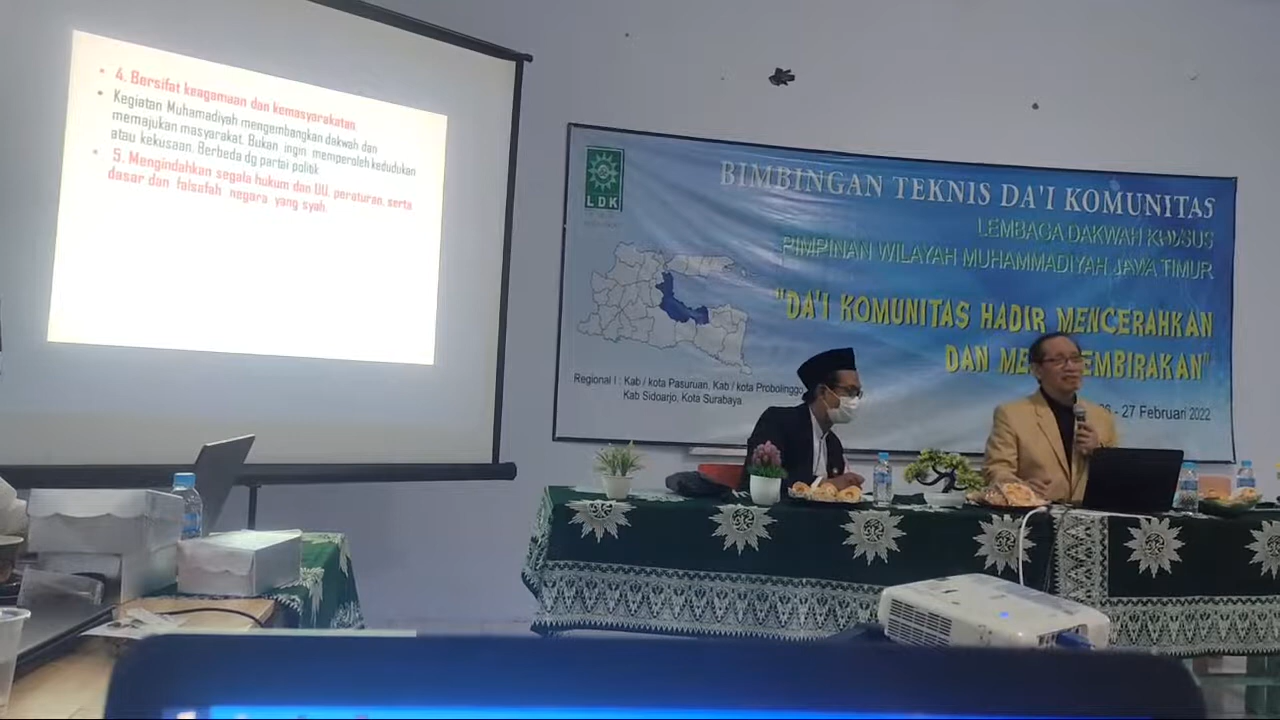 4. Bersifat keagamaan dan kemasyarakatan
Kegiatan Muhamadiyah mengembangkan dakwah dan
memajukan masyarakat. Bukan ingin memperoleh kedudukan
atau kekusaan. Berbeda dg partai politik
5. Mengindahkan segala hukum dan UU, peraturan, serta
dasar dan falsafah negara yang syah.
LDK
BIMBINGAN TEKNIS DA'I KOMUNITAS
LEMBAGA DAKWAH KHUSUS
PIMPINAN WILAYAH MUHAMMADIYAH JAWA TIMUR
"DA'I KOMUNITAS HADIR MENCERAHKAN
DAN ME EMBIRAKAN"
Regional I : Kab / kota Pasuruan, Kab / kota Probolinggo
Kab Sidoarjo, Kota Surabaya
- 27 Februari 2022